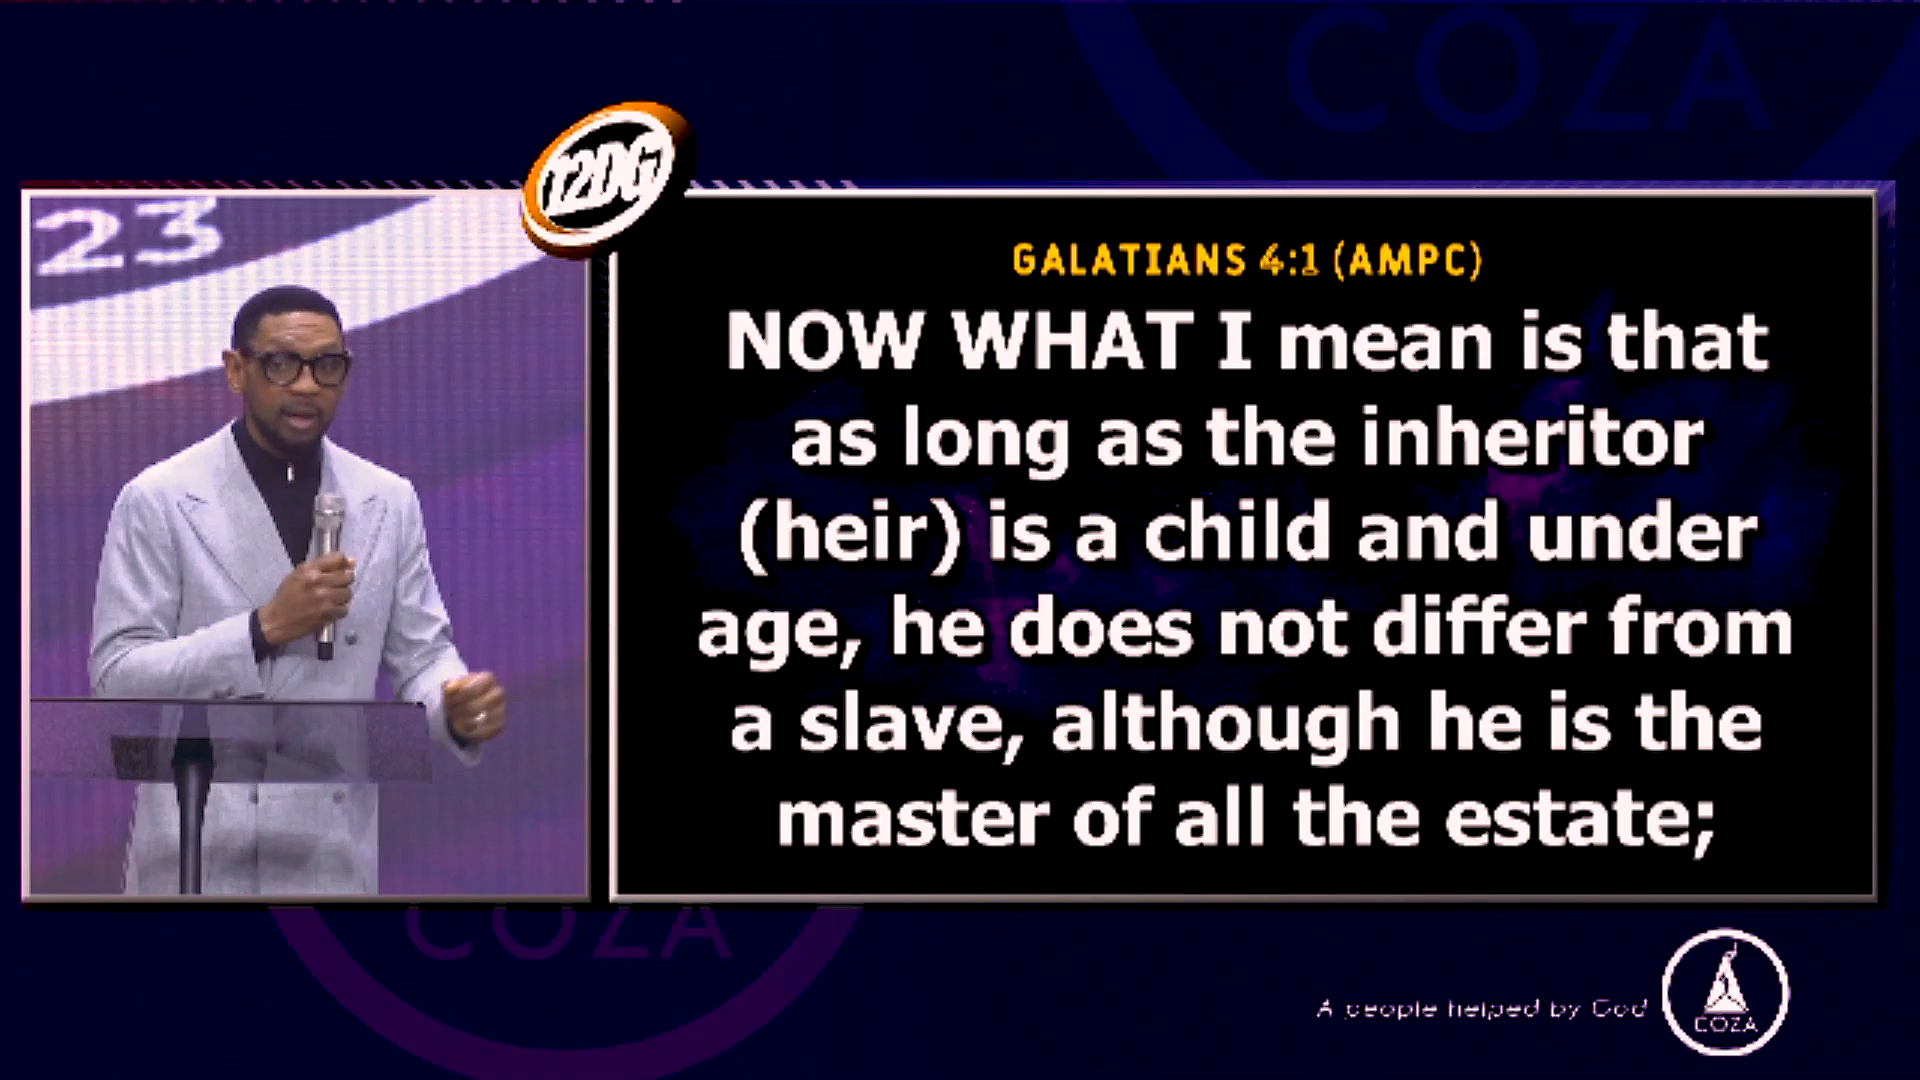 COZA
12DG
23
GALATIANS 4:1 (AMPC)
NOW WHAT I mean is that
as long as the inheritor
(heir) is a child and under
age, he does not differ from
a slave, although he is the
master of all the estate;
COZA
A people helped by God
COZA